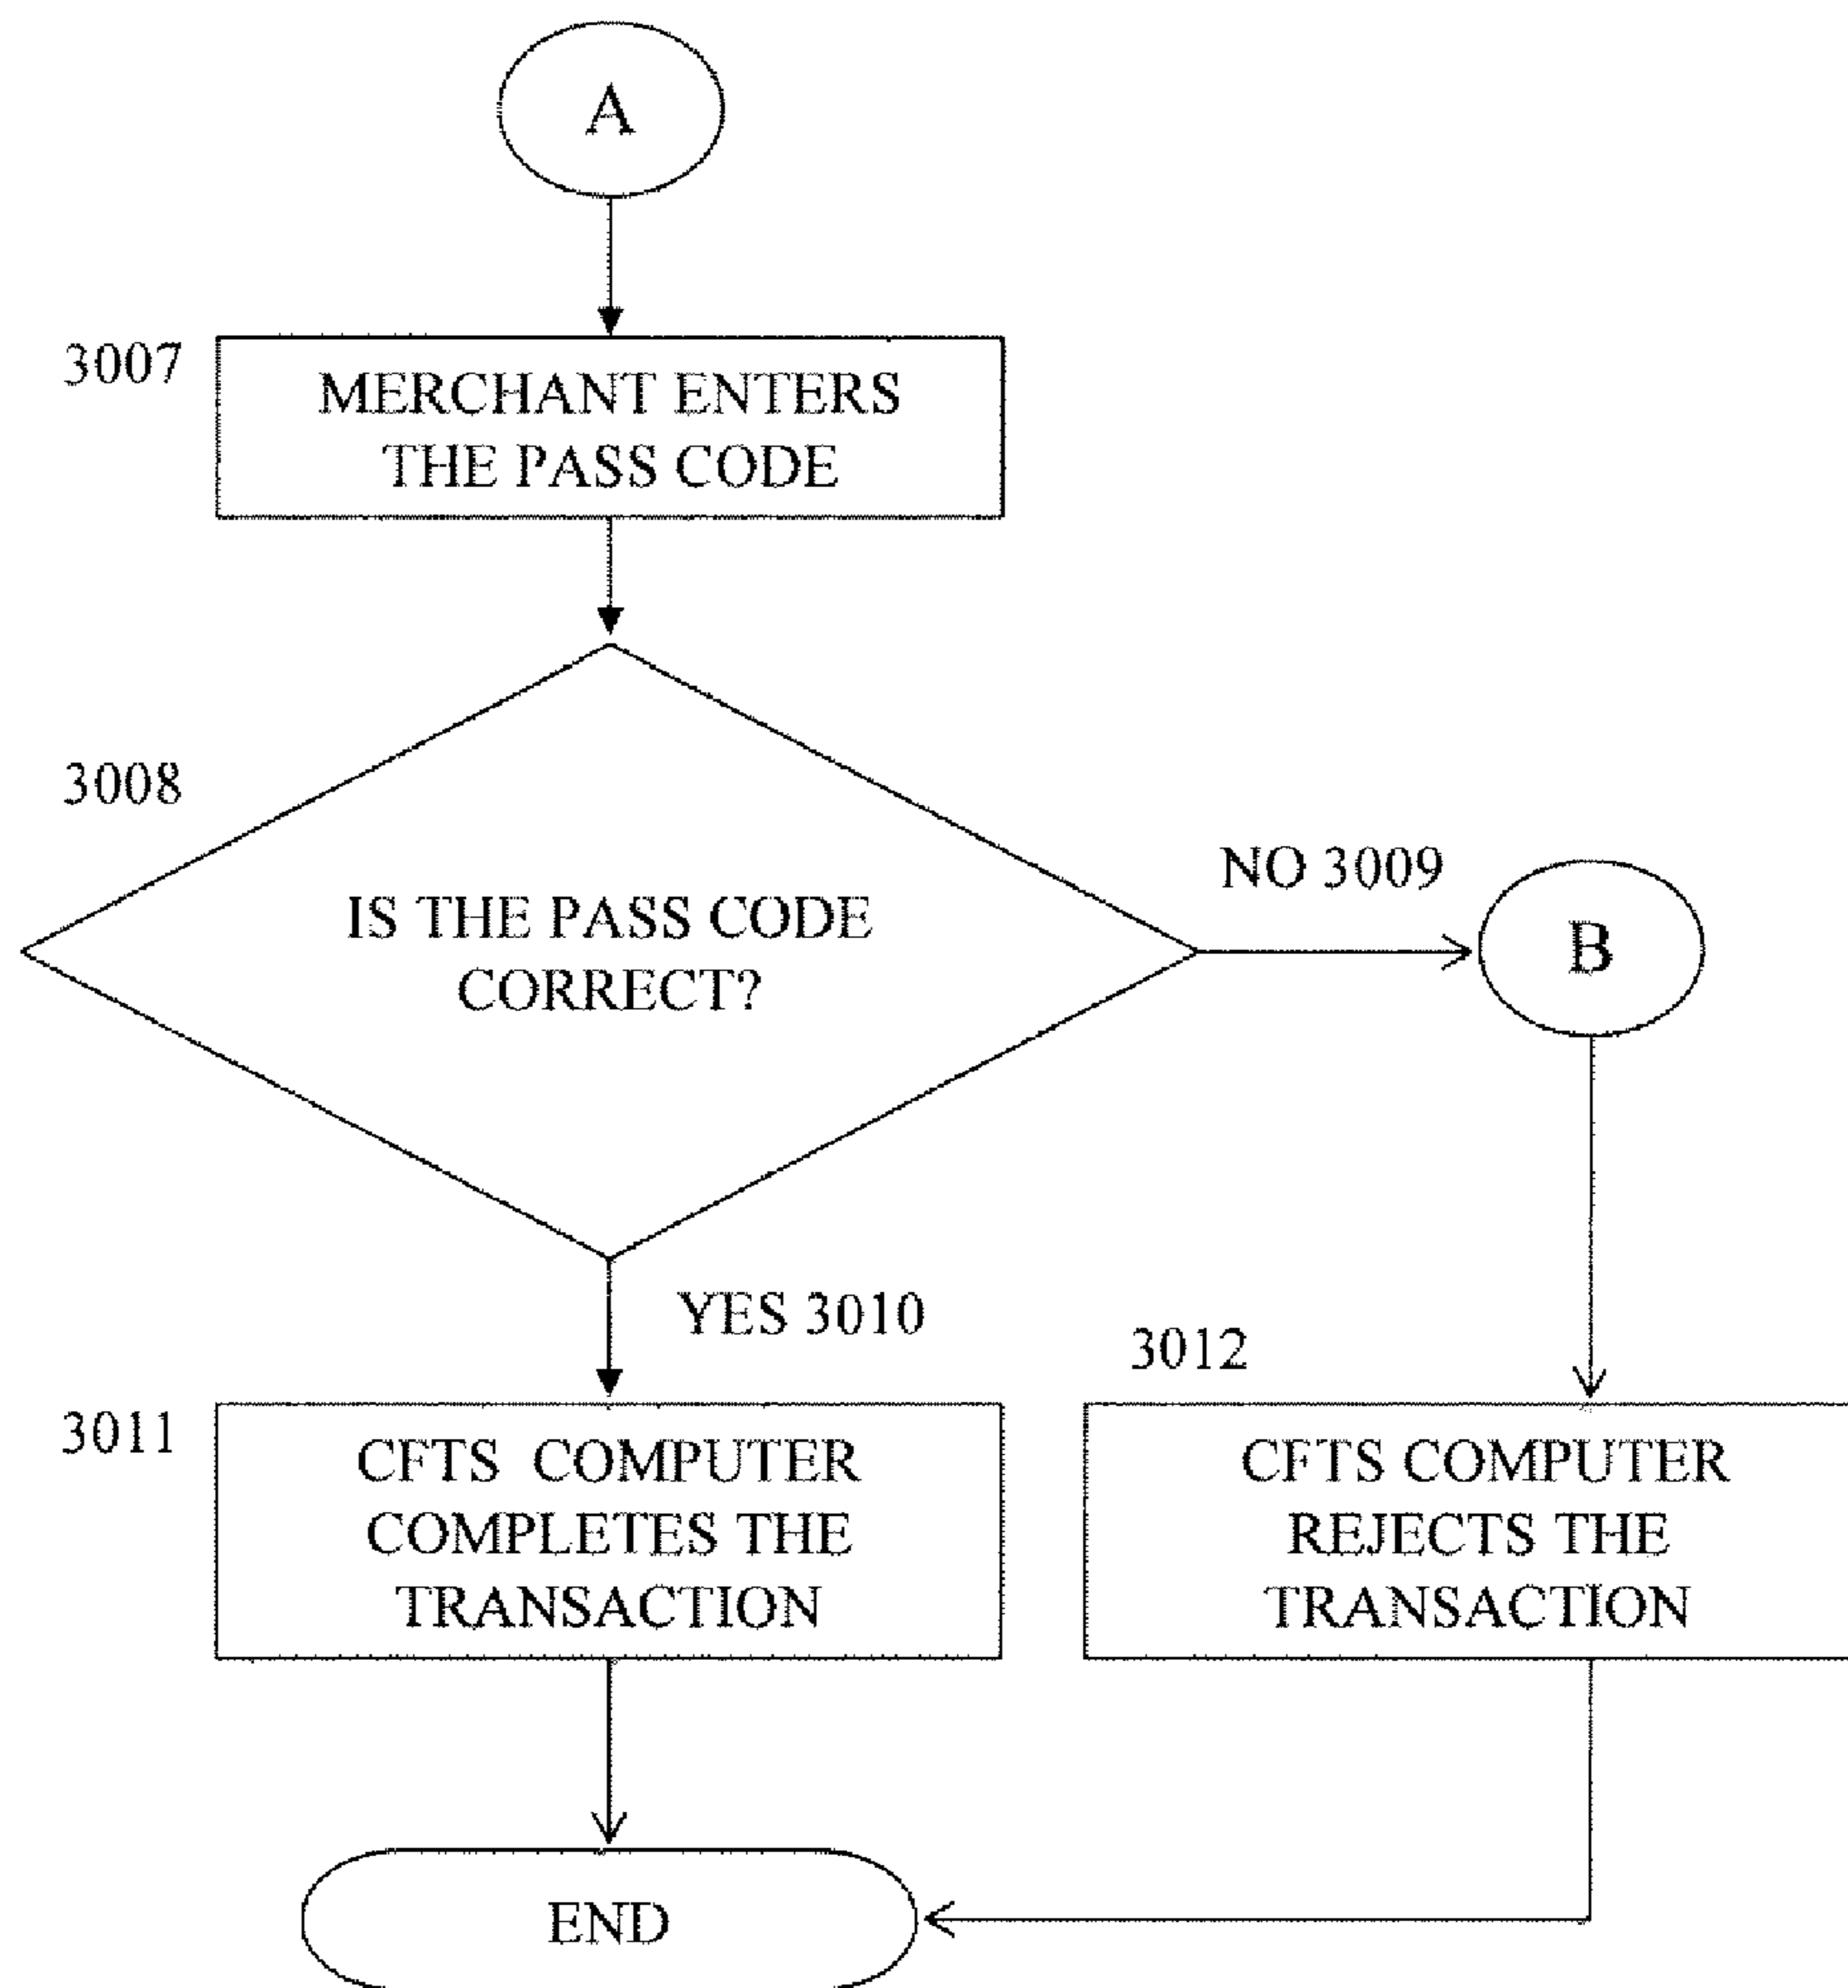 A
3007
MERCHANT ENTERS
THE PASS CODE
3008
IS THE PASS CODE
CORRECT?
NO 3009
B
YES 3010
3011
CFTS COMPUTER
COMPLETES THE
TRANSACTION
3012
CFTS COMPUTER
REJECTS THE
TRANSACTION
END